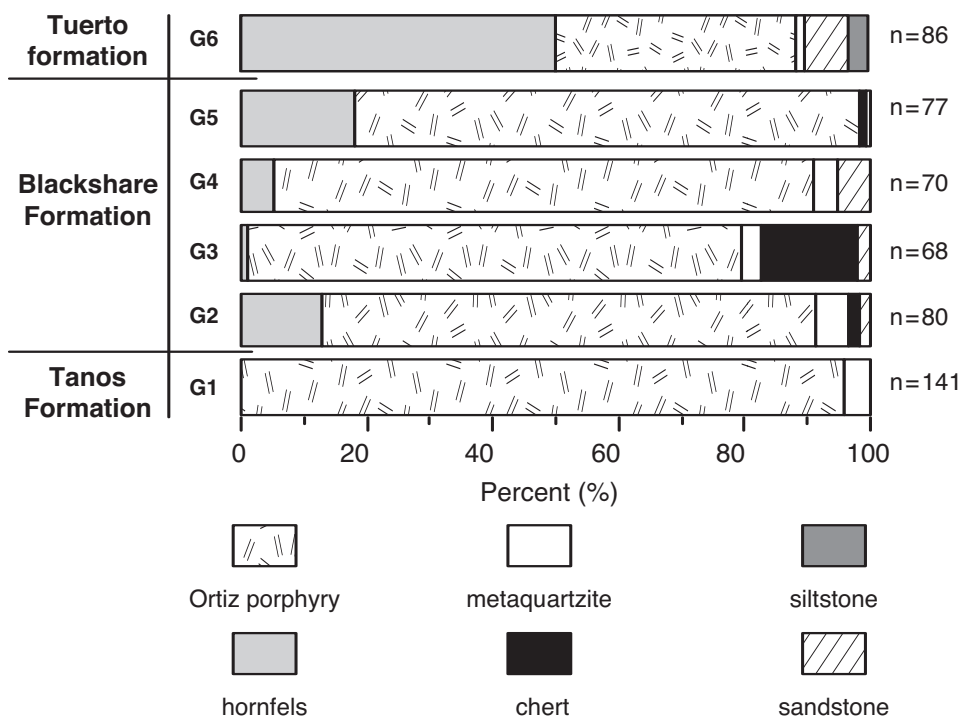 Tuerto
formation
G6
n=86
Blackshare
Formation
G5
n=77
G4
n=70
G3
n=68
G2
n=80
Tanos
Formation
G1
n=141
0 20 40 60 80 100
Percent (%)
Ortiz porphyry metaquartzite siltstone
hornfels chert sandstone